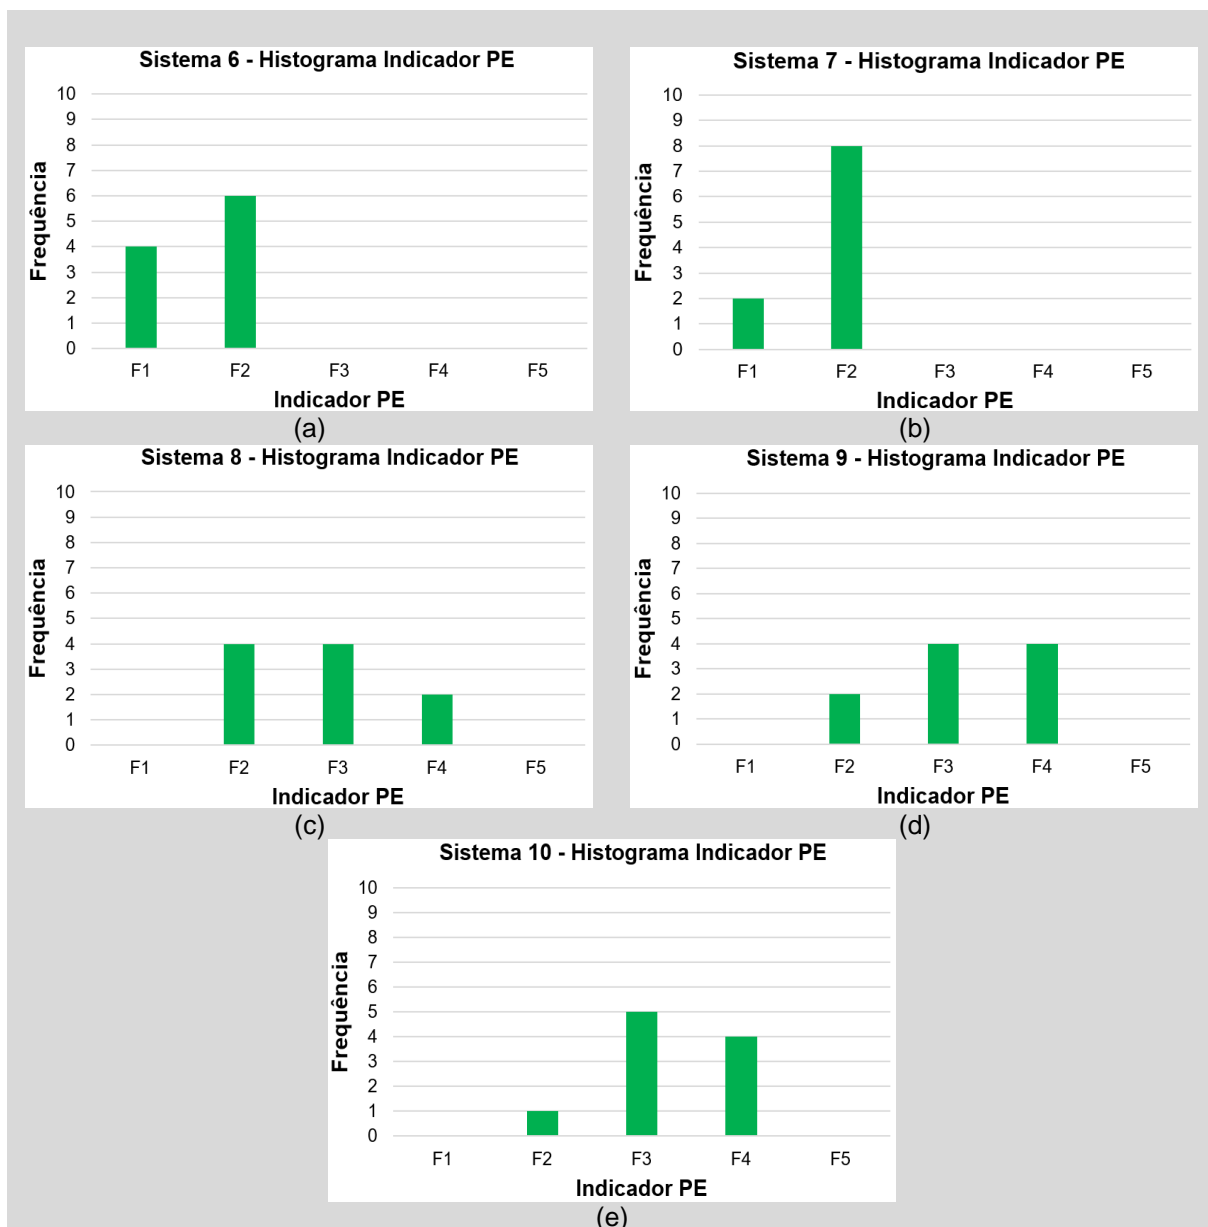 Sistema 6 - Histograma Indicador PE
10
9
8
7
6
5
4
3
2
1
0
Frequência
F1 F2 F3 F4 F5
Indicador PE
(a)
Sistema 7 - Histograma Indicador PE
10
9
8
7
6
5
4
3
2
1
0
Frequência
F1 F2 F3 F4 F5
Indicador PE
(b)
Sistema 8 - Histograma Indicador PE
10
9
8
7
6
5
4
3
2
1
0
Frequência
F1 F2 F3 F4 F5
Indicador PE
(c)
Sistema 9 - Histograma Indicador PE
10
9
8
7
6
5
4
3
2
1
0
Frequência
F1 F2 F3 F4 F5
Indicador PE
(d)
Sistema 10 - Histograma Indicador PE
10
9
8
7
6
5
4
3
2
1
0
Frequência
F1 F2 F3 F4 F5
Indicador PE
(e)